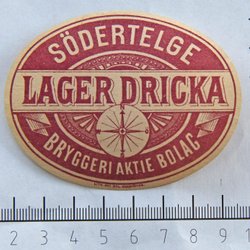 SÖDERTELGE
LAGER DRICKA
BRYGGERI AKTIE BOLAG
2 3 4 5 6 7 8 9